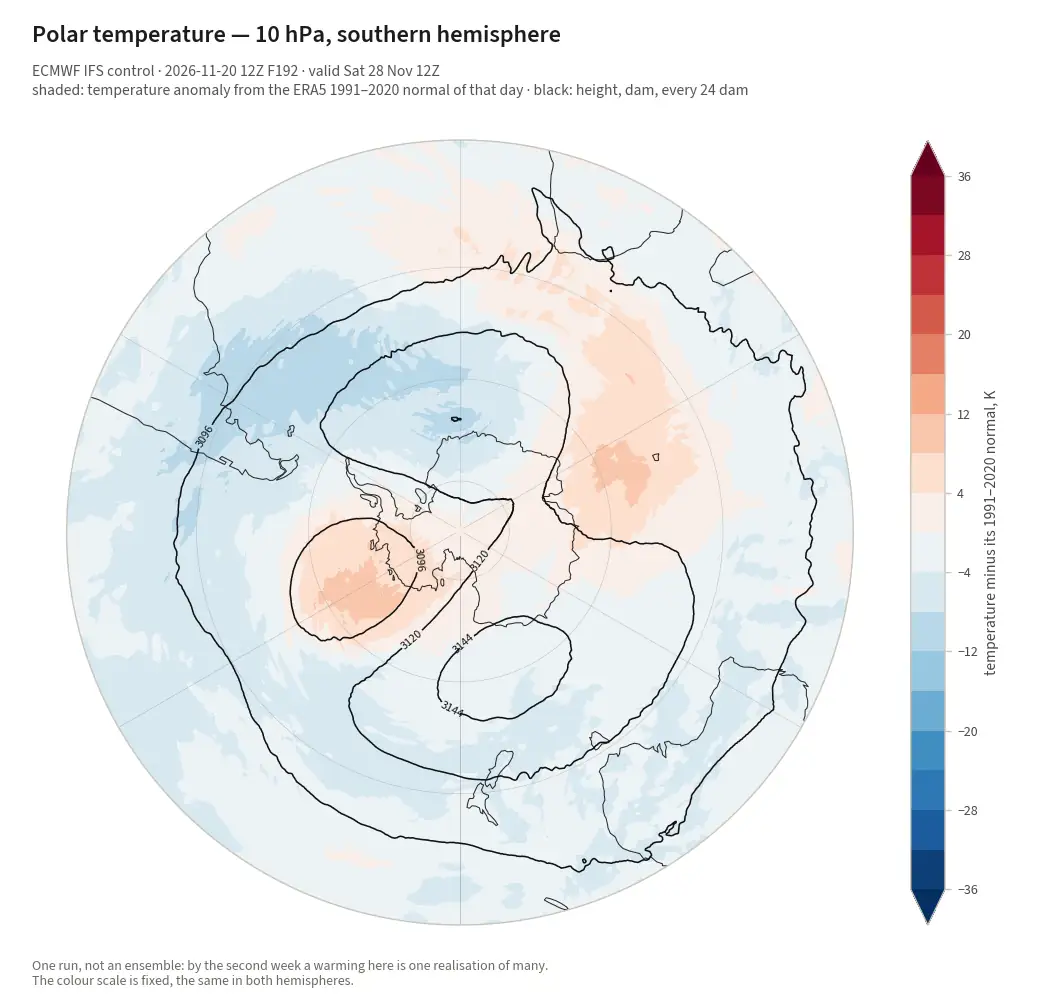 Polar temperature — 10 hPa, southern hemisphere
ECMWF IFS control · 2026-11-20 12Z F192 · valid Sat 28 Nov 12Z
shaded: temperature anomaly from the ERA5 1991–2020 normal of that day · black: height, dam, every 24 dam
36
28
20
12
4
−4
−12
−20
−28
−36
temperature minus its 1991–2020 normal, K
3096
3096
3120
3120
3144
3144
One run, not an ensemble: by the second week a warming here is one realisation of many.
The colour scale is fixed, the same in both hemispheres.